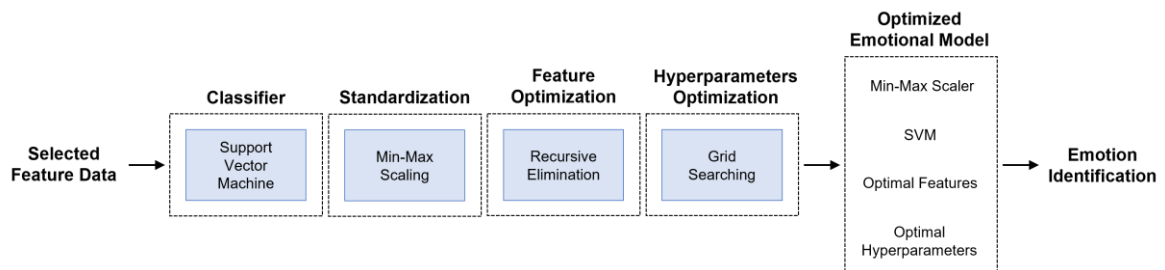 Selected
Feature Data
Classifier
Support
Vector
Machine
Standardization
Min-Max
Scaling
Feature
Optimization
Recursive
Elimination
Hyperparameters
Optimization
Grid
Searching
Optimized
Emotional Model
Min-Max Scaler
SVM
Optimal Features
Optimal
Hyperparameters
Emotion
Identification